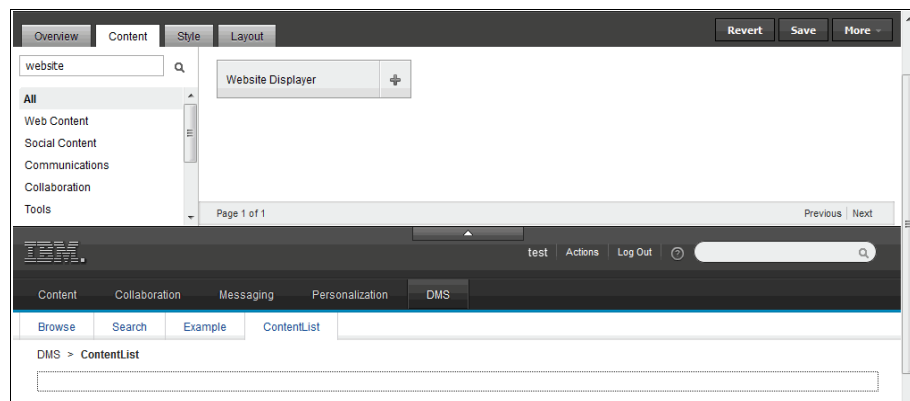 Overview Content Style Layout Revert Save More
website
Website Displayer
All
Web Content
Social Content
Communications
Collaboration
Tools
Page 1 of 1 Previous Next
IBM. test Actions Log Out ?
Content Collaboration Messaging Personalization DMS
Browse Search Example ContentList
DMS > ContentList